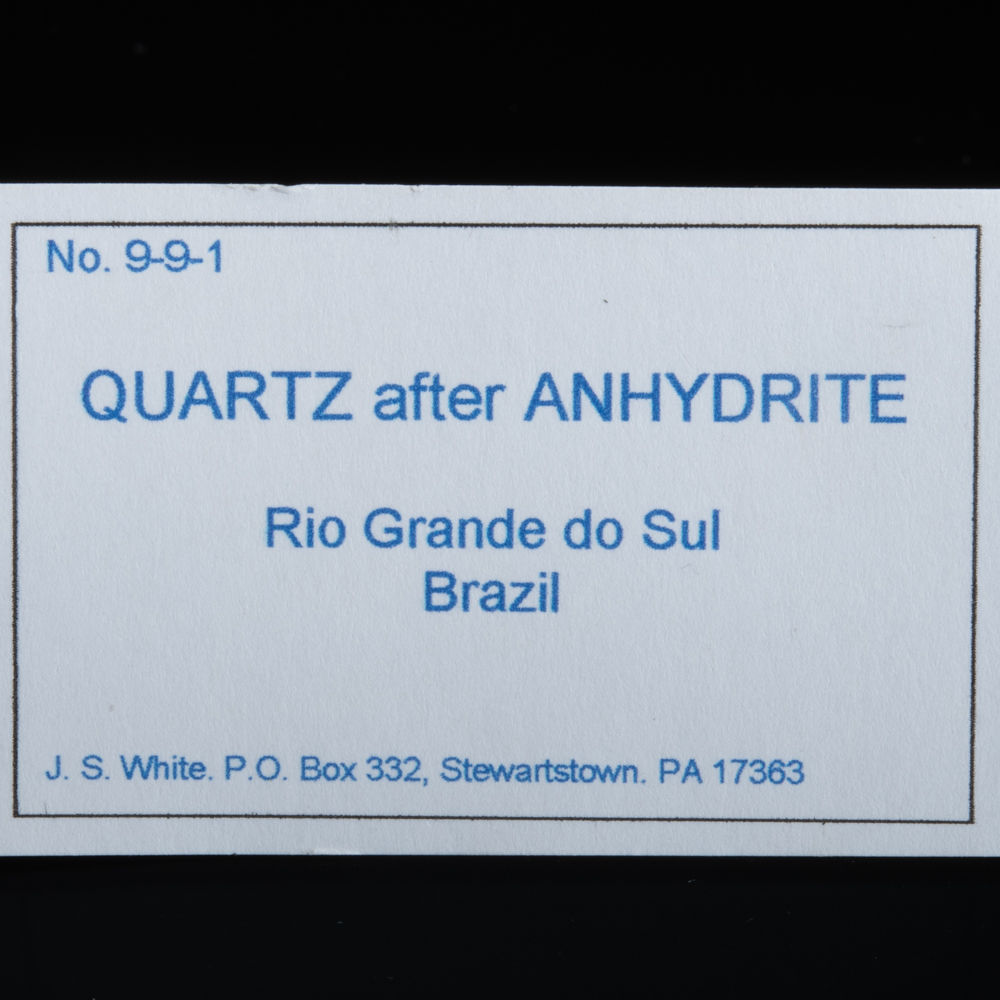 No. 9-9-1
QUARTZ after ANHYDRITE
Rio Grande do Sul
Brazil
J. S. White. P.O. Box 332, Stewartstown. PA 17363